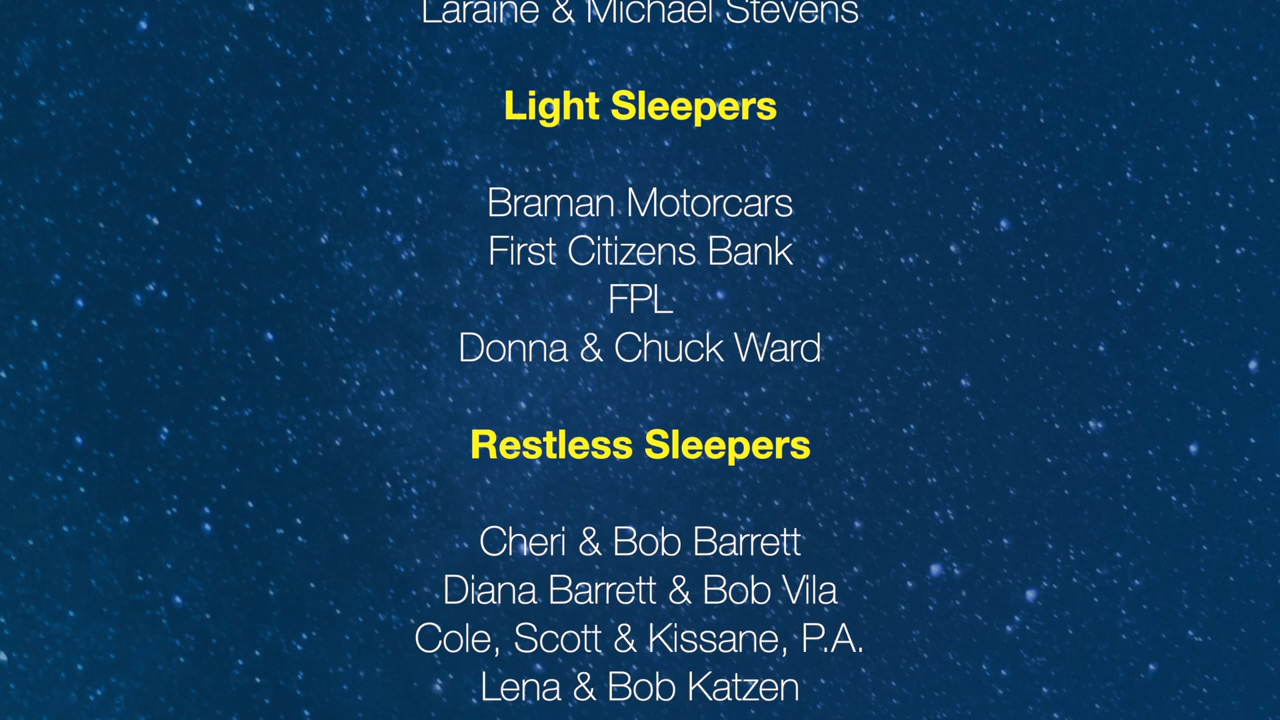 Laraine & Michael Stevens
Light Sleepers
Braman Motorcars
First Citizens Bank
FPL
Donna & Chuck Ward
Restless Sleepers
Cheri & Bob Barrett
Diana Barrett & Bob Vila
Cole, Scott & Kissane, P.A.
Lena & Bob Katzen